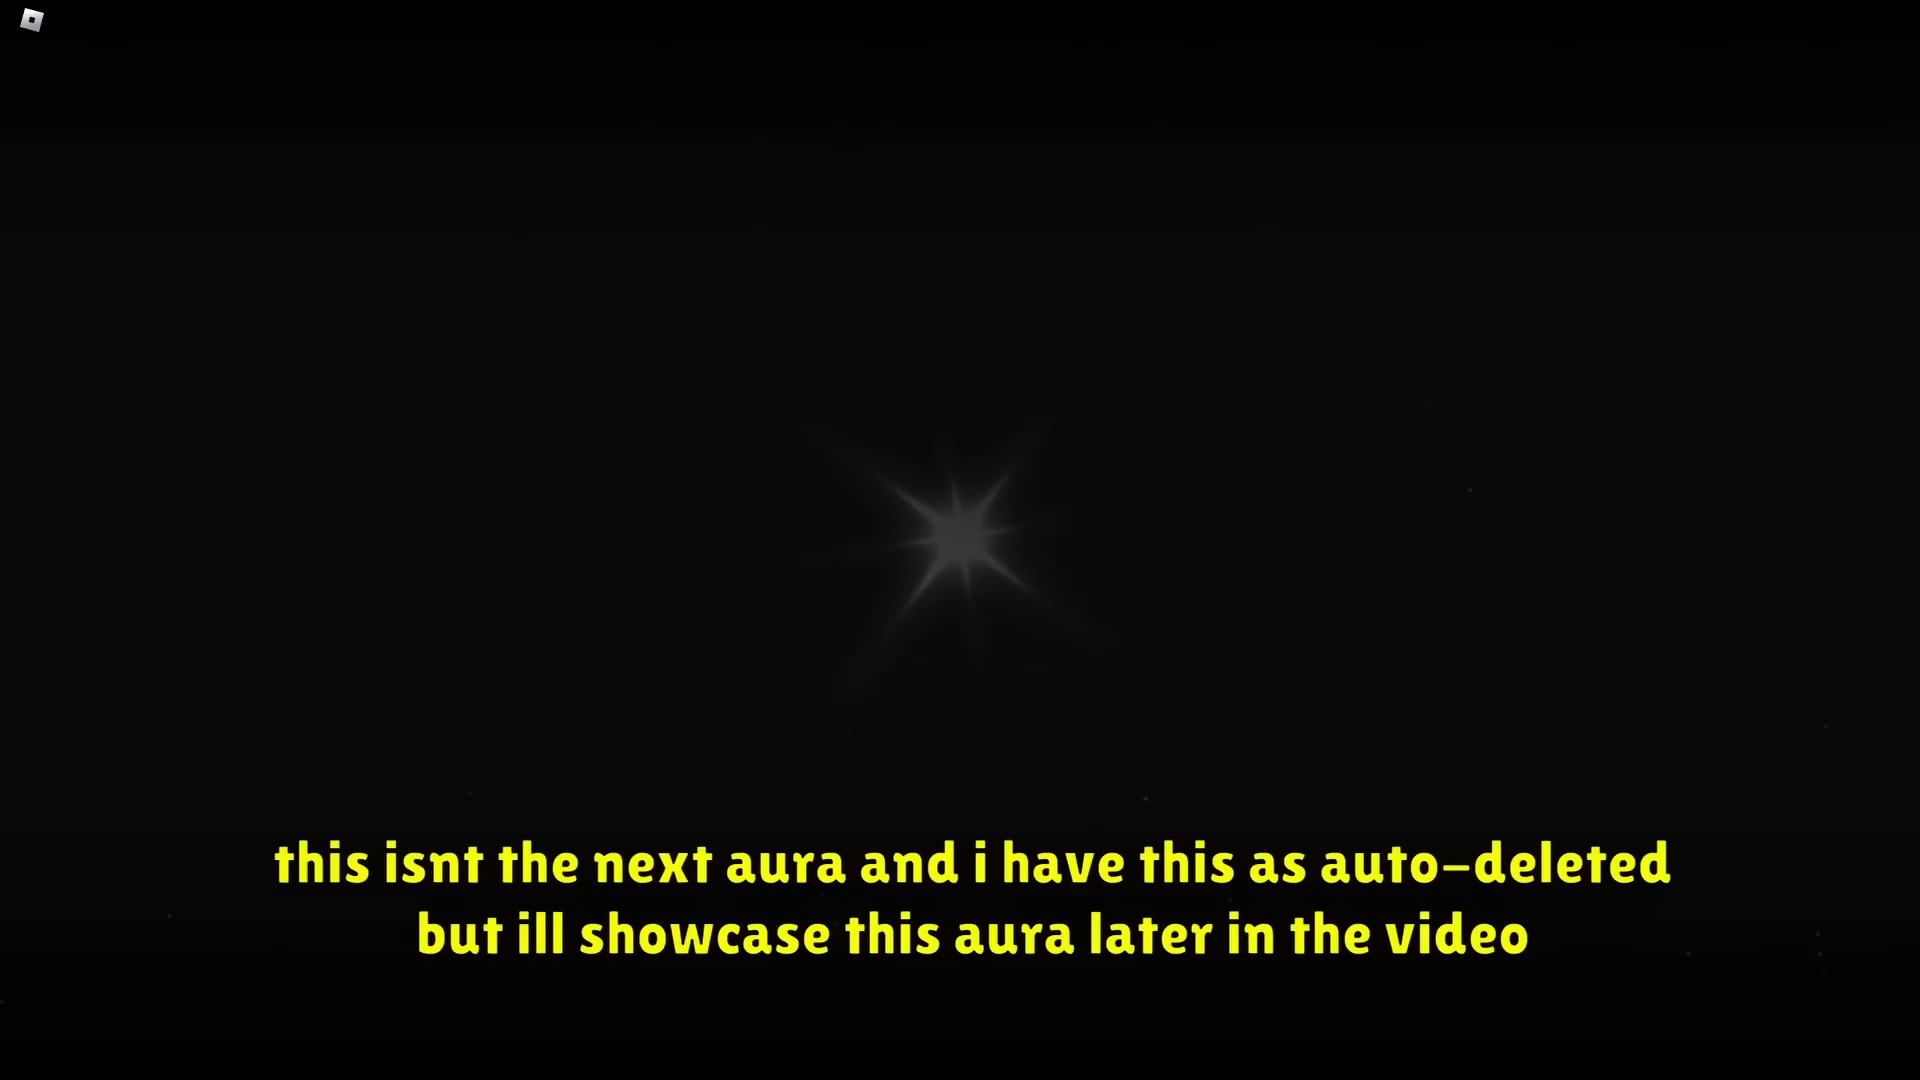 this isnt the next aura and i have this as auto-deleted
but ill showcase this aura later in the video